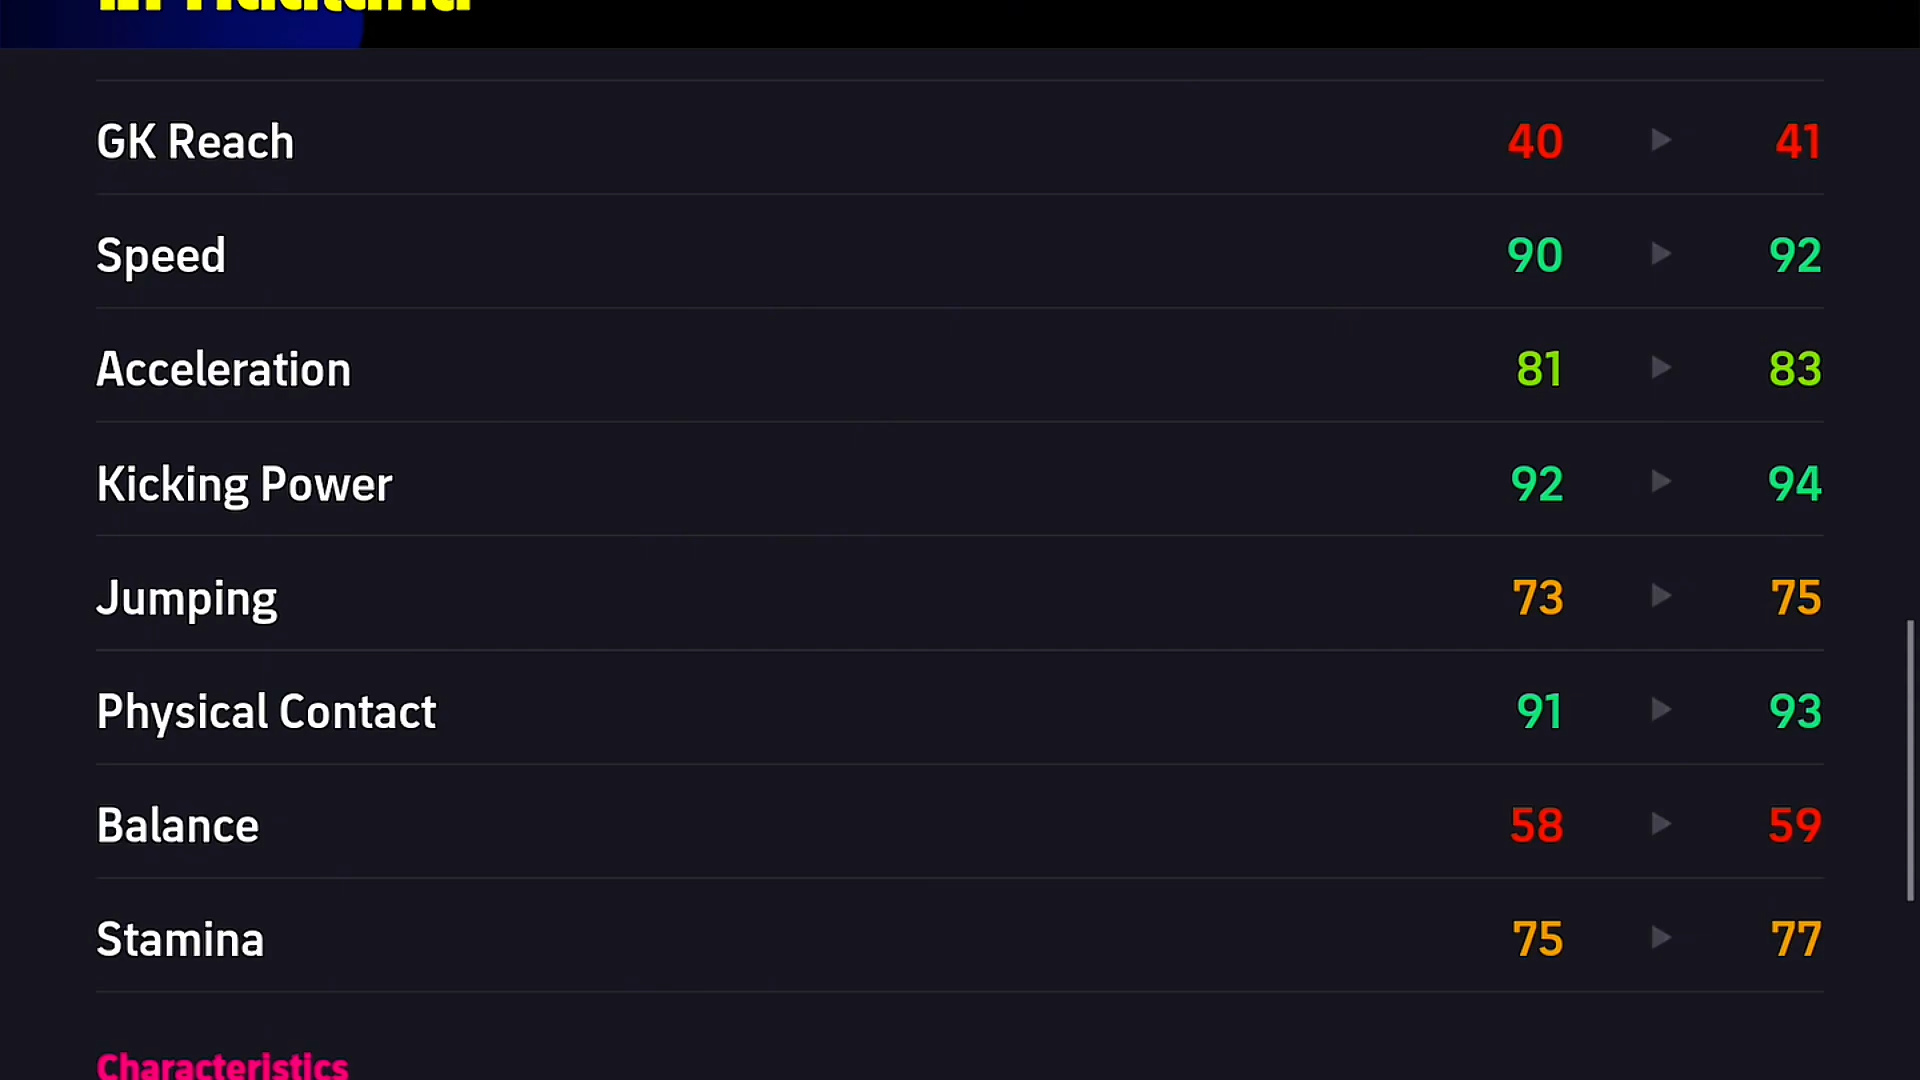 GK Reach 40 ▶ 41
Speed 90 ▶ 92
Acceleration 81 ▶ 83
Kicking Power 92 ▶ 94
Jumping 73 ▶ 75
Physical Contact 91 ▶ 93
Balance 58 ▶ 59
Stamina 75 ▶ 77
Characteristics